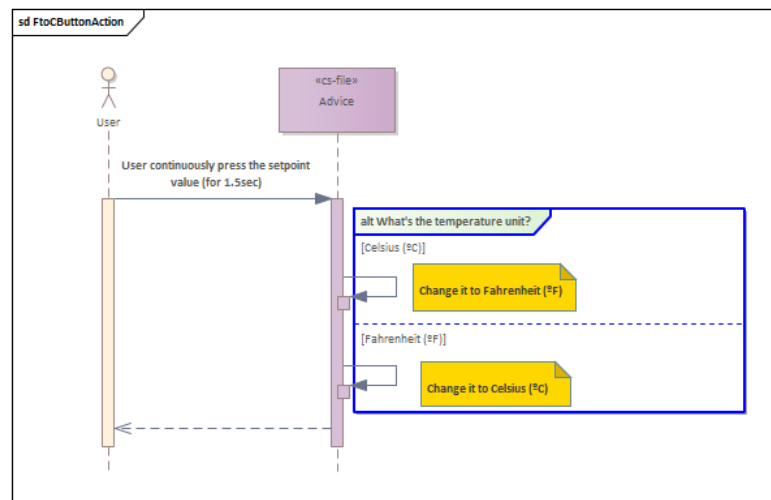 sd FtoCButtonAction
«cs-file»
Advice
User
User continuously press the setpoint
value (for 1.5sec)
alt What's the temperature unit?
[Celsius (ºC)]
Change it to Fahrenheit (ºF)
[Fahrenheit (ºF)]
Change it to Celsius (ºC)